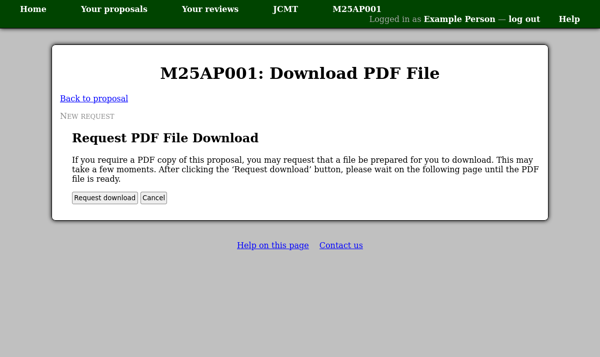 Home Your proposals Your reviews JCMT M25AP001
Logged in as Example Person — log out Help
M25AP001: Download PDF File
Back to proposal
New request
Request PDF File Download
If you require a PDF copy of this proposal, you may request that a file be prepared for you to download. This may
take a few moments. After clicking the ‘Request download’ button, please wait on the following page until the PDF
file is ready.
Request download Cancel
Help on this page Contact us